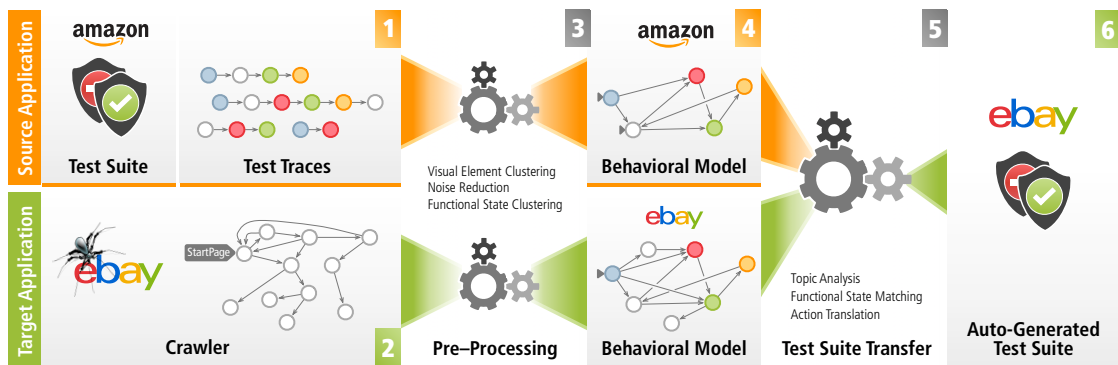 Source Application
amazon
1
Test Suite
Test Traces
3
Visual Element Clustering
Noise Reduction
Functional State Clustering
amazon
4
Behavioral Model
5
6
ebay
Target Application
ebay
StartPage
Crawler
2
Pre–Processing
ebay
Behavioral Model
Topic Analysis
Functional State Matching
Action Translation
Test Suite Transfer
Auto-Generated
Test Suite